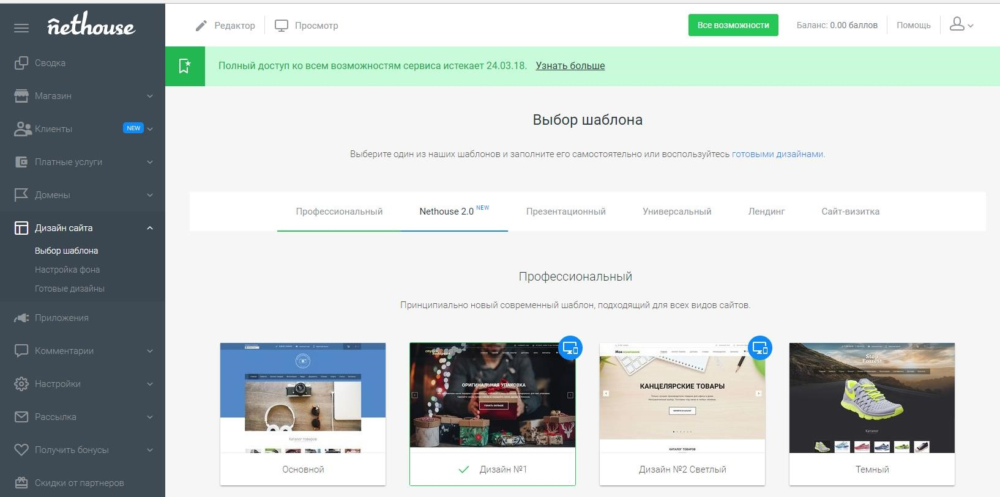 nethouse
Редактор
Просмотр
Все возможности
Баланс: 0.00 баллов
Помощь
Полный доступ ко всем возможностям сервиса истекает 24.03.18. Узнать больше
Сводка
Магазин
Клиенты NEW
Платные услуги
Домены
Дизайн сайта
Выбор шаблона
Настройка фона
Готовые дизайны
Приложения
Комментарии
Настройки
Рассылка
Получить бонусы
Скидки от партнеров
Выбор шаблона
Выберите один из наших шаблонов и заполните его самостоятельно или воспользуйтесь готовыми дизайнами.
Профессиональный
Nethouse 2.0 NEW
Презентационный
Универсальный
Лендинг
Сайт-визитка
Профессиональный
Принципиально новый современный шаблон, подходящий для всех видов сайтов.
Каталог товаров
Основной
ОРИГИНАЛЬНАЯ УПАКОВКА
УЗНАТЬ БОЛЬШЕ
Дизайн №1
Моя компания
КАНЦЕЛЯРСКИЕ ТОВАРЫ
КАТАЛОГ ТОВАРОВ
Дизайн №2 Светлый
Stop
Forrest
Каталог
Темный